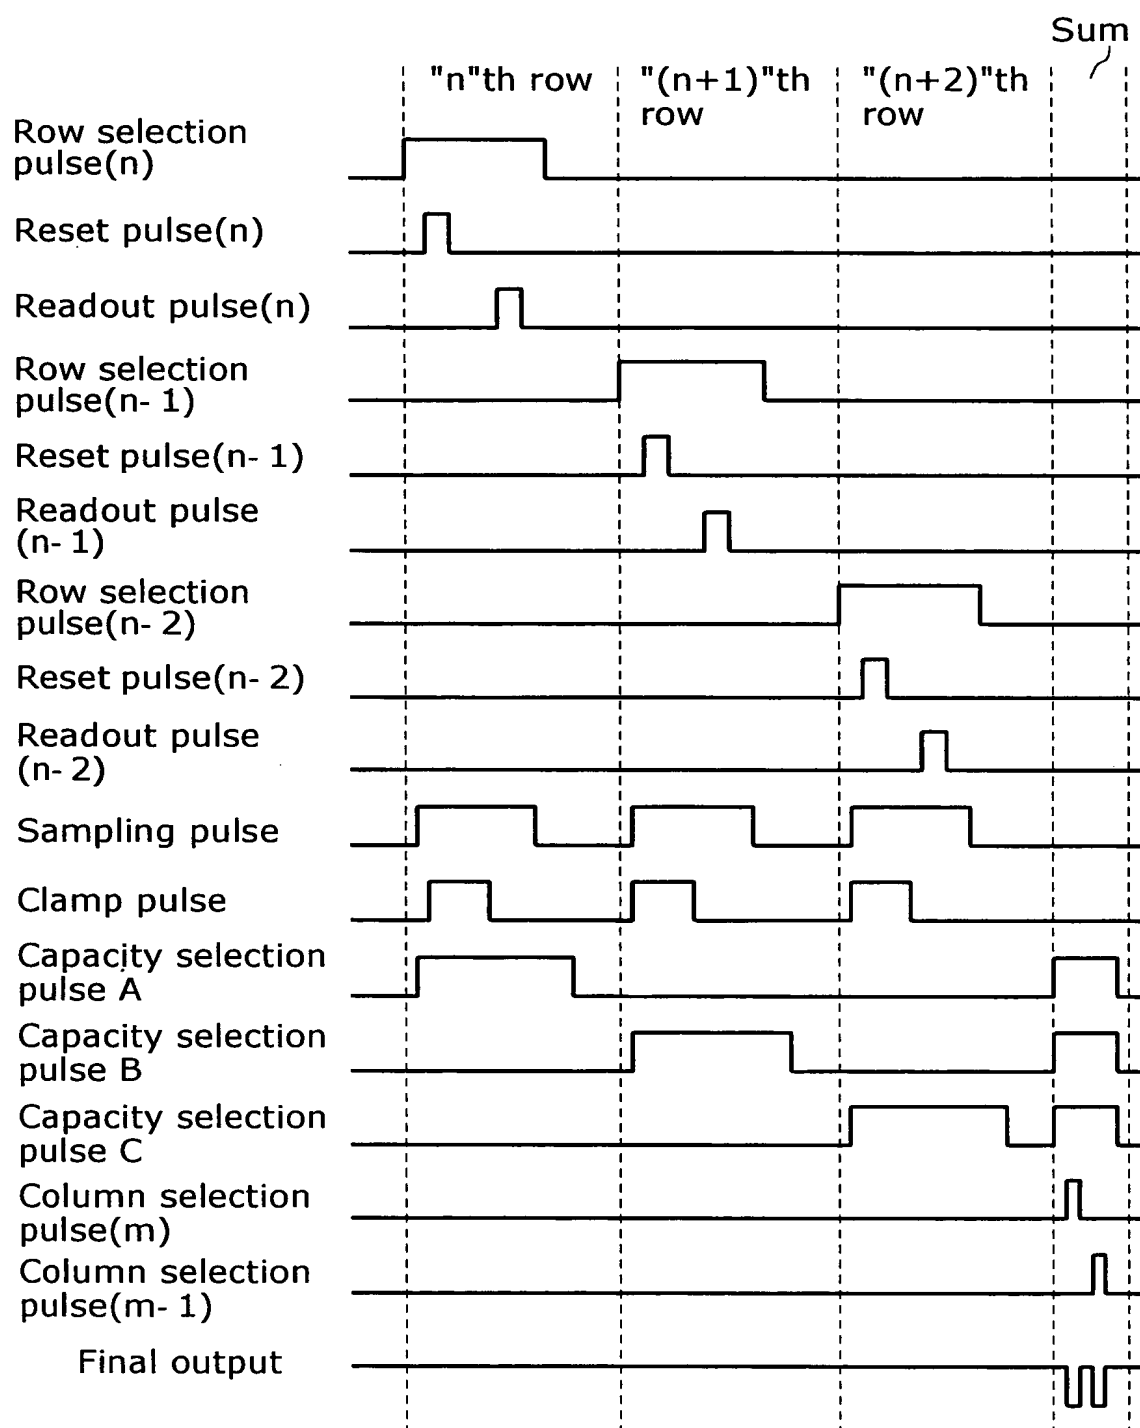 Sum
"n"th row
"(n+1)"th
row
"(n+2)"th
row
Row selection
pulse(n)
Reset pulse(n)
Readout pulse(n)
Row selection
pulse(n- 1)
Reset pulse(n- 1)
Readout pulse
(n- 1)
Row selection
pulse(n- 2)
Reset pulse(n- 2)
Readout pulse
(n- 2)
Sampling pulse
Clamp pulse
Capacity selection
pulse A
Capacity selection
pulse B
Capacity selection
pulse C
Column selection
pulse(m)
Column selection
pulse(m- 1)
Final output